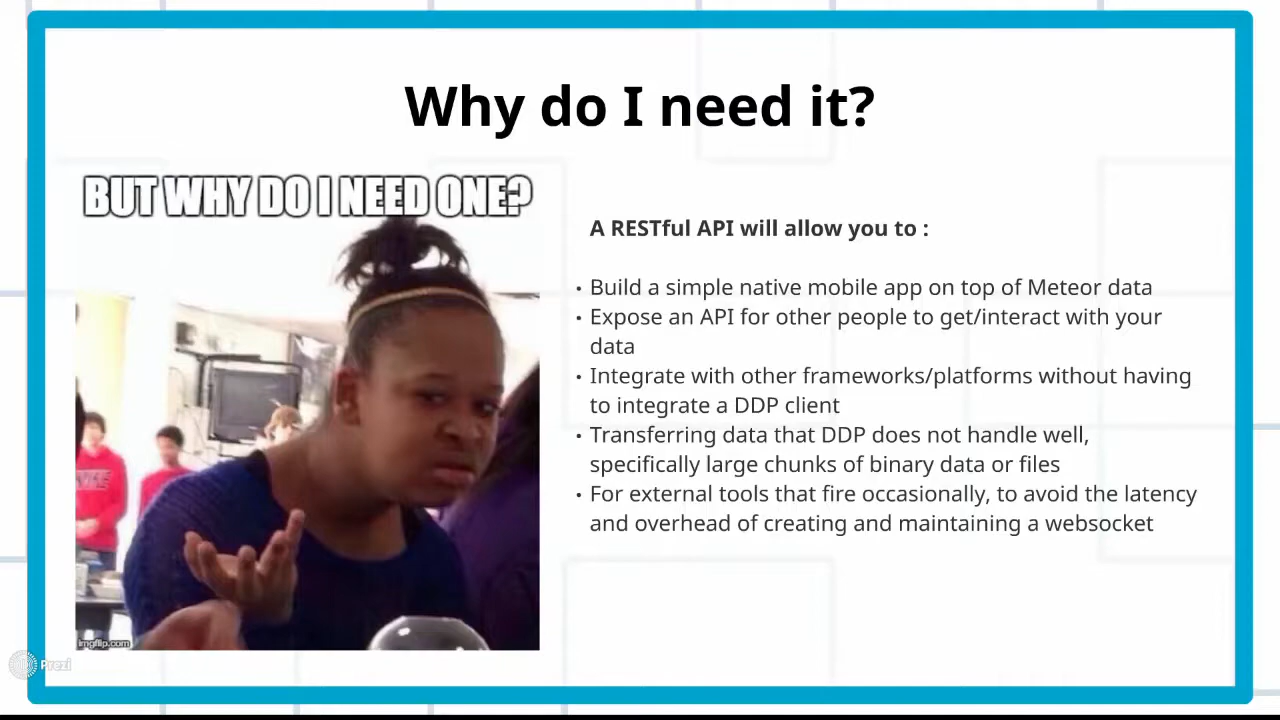 Why do I need it?
BUT WHY DO I NEED ONE?
A RESTful API will allow you to :
• Build a simple native mobile app on top of Meteor data
• Expose an API for other people to get/interact with your
data
• Integrate with other frameworks/platforms without having
to integrate a DDP client
• Transferring data that DDP does not handle well,
specifically large chunks of binary data or files
• For external tools that fire occasionally, to avoid the latency
and overhead of creating and maintaining a websocket
imgflip.com
Prezi